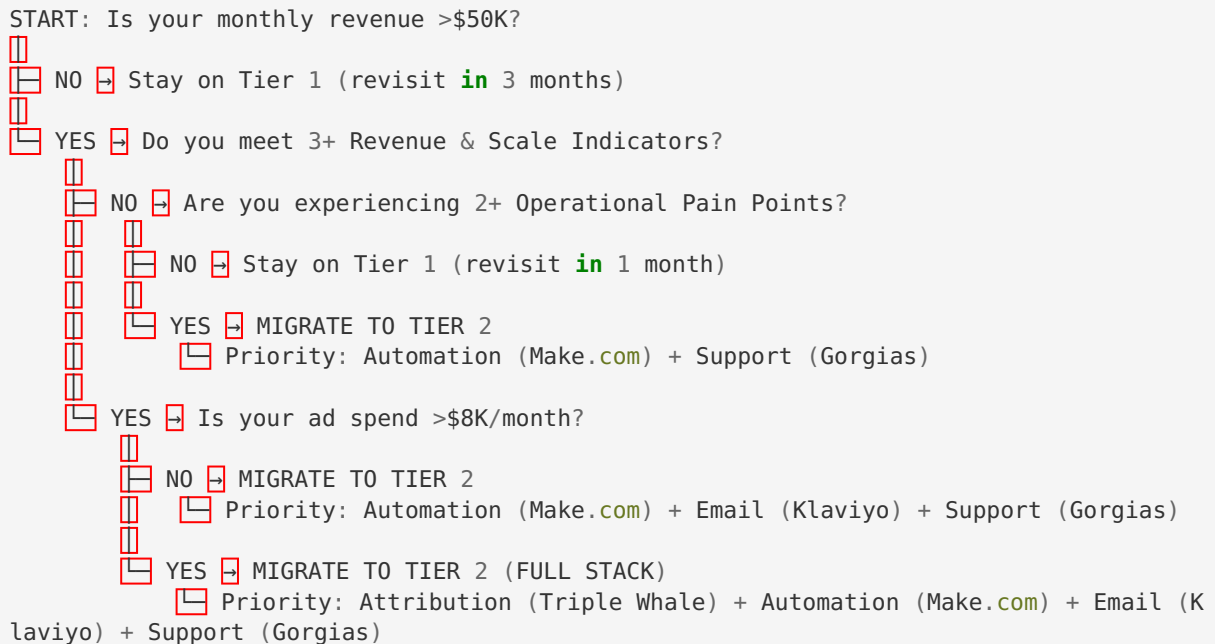 START: Is your monthly revenue >$50K?
│
├─ NO → Stay on Tier 1 (revisit in 3 months)
│
└─ YES → Do you meet 3+ Revenue & Scale Indicators?
    │
    ├─ NO → Are you experiencing 2+ Operational Pain Points?
    │   │
    │   ├─ NO → Stay on Tier 1 (revisit in 1 month)
    │   │
    │   └─ YES → MIGRATE TO TIER 2
    │       └─ Priority: Automation (Make.com) + Support (Gorgias)
    │
    └─ YES → Is your ad spend >$8K/month?
        │
        ├─ NO → MIGRATE TO TIER 2
        │   └─ Priority: Automation (Make.com) + Email (Klaviyo) + Support (Gorgias)
        │
        └─ YES → MIGRATE TO TIER 2 (FULL STACK)
            └─ Priority: Attribution (Triple Whale) + Automation (Make.com) + Email (K
laviyo) + Support (Gorgias)